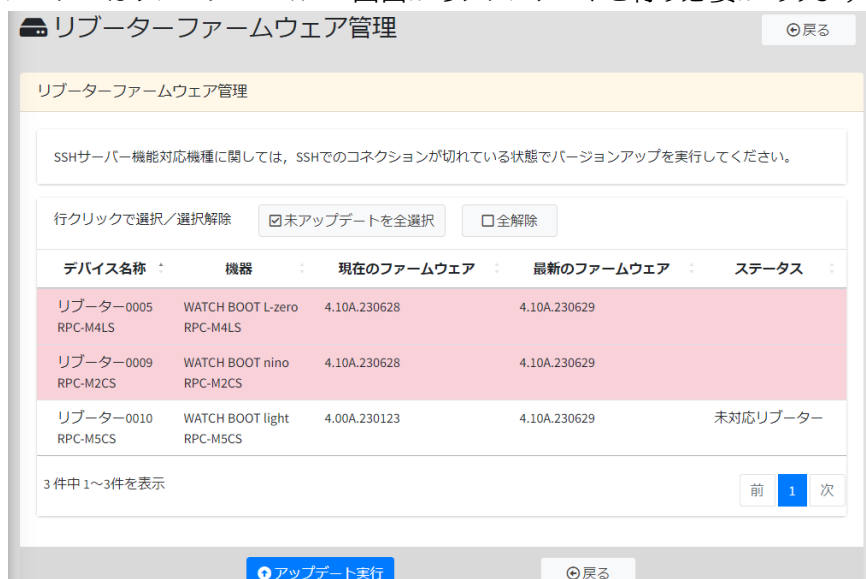 リブーターファームウェア管理
戻る
リブーターファームウェア管理
SSHサーバー機能対応機種に関しては，SSHでのコネクションが切れている状態でバージョンアップを実行してください。
行クリックで選択／選択解除 未アップデートを全選択 全解除
デバイス名称 機器 現在のファームウェア 最新のファームウェア ステータス
リブーター0005 WATCH BOOT L-zero 4.10A.230628 4.10A.230629
RPC-M4LS RPC-M4LS
リブーター0009 WATCH BOOT nino 4.10A.230628 4.10A.230629
RPC-M2CS RPC-M2CS
リブーター0010 WATCH BOOT light 4.00A.230123 4.10A.230629 未対応リブーター
RPC-M5CS RPC-M5CS
3 件中 1～3件を表示
前 1 次
アップデート実行 戻る